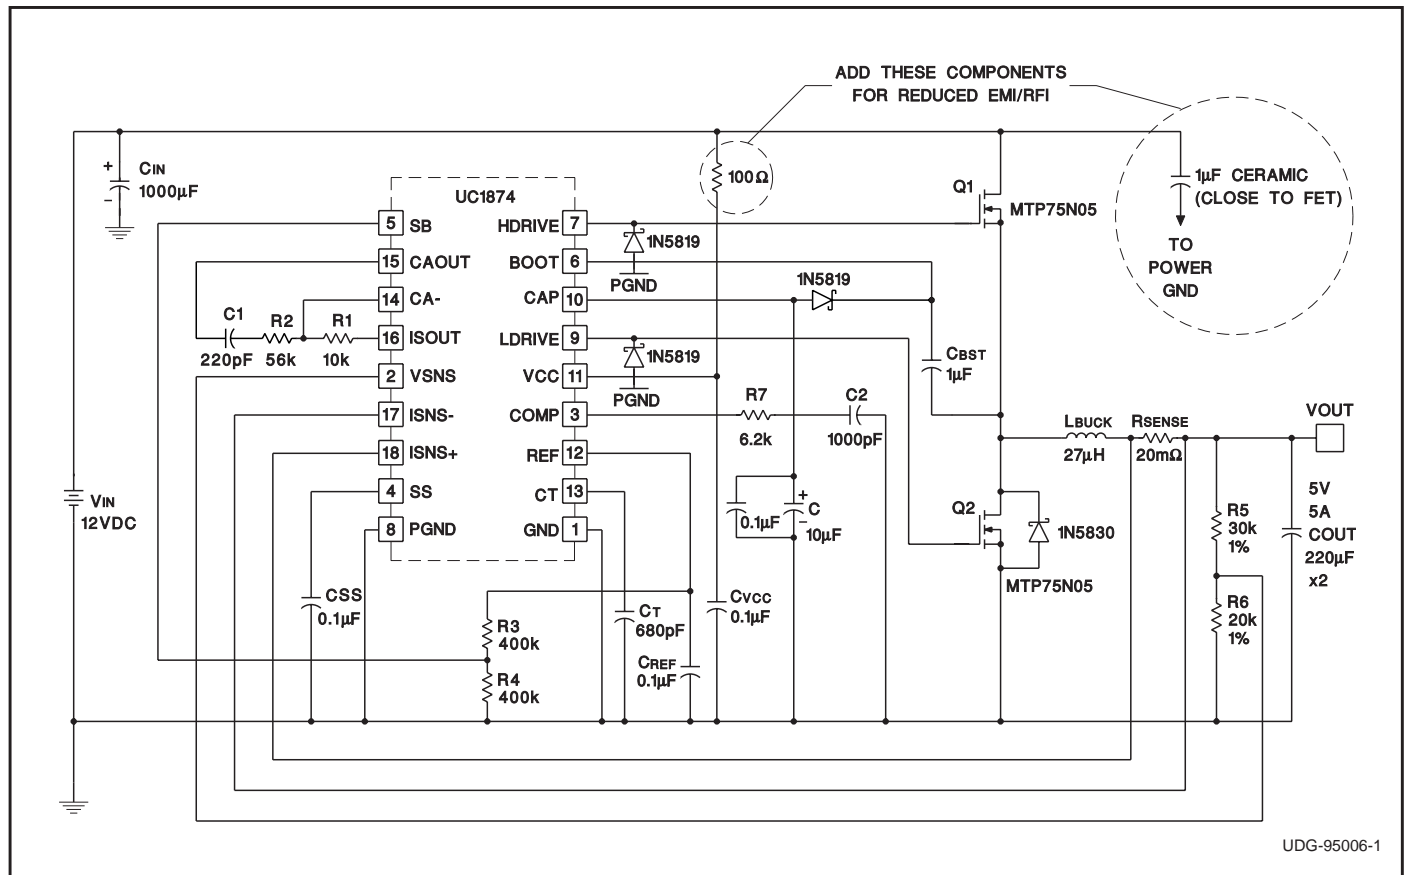 ADD THESE COMPONENTS
FOR REDUCED EMI/RFI
+
CIN
1000µF
-
100Ω
Q1
MTP75N05
1µF CERAMIC
(CLOSE TO FET)
TO
POWER
GND
UC1874
5 SB
HDRIVE 7
1N5819
PGND
15 CAOUT
BOOT 6
1N5819
14 CA-
CAP 10
C1
220pF
R2
56k
R1
10k
16 ISOUT
LDRIVE 9
1N5819
PGND
CBST
1µF
2 VSNS
VCC 11
17 ISNS-
COMP 3
R7
6.2k
C2
1000pF
18 ISNS+
REF 12
4 SS
CT 13
8 PGND
GND 1
LBUCK
27µH
RSENSE
20mΩ
VOUT
VIN
12VDC
0.1µF
+
C
-
10µF
Q2
1N5830
MTP75N05
R5
30k
1%
5V
5A
COUT
220µF
x2
R6
20k
1%
CSS
0.1µF
R3
400k
R4
400k
CT
680pF
CREF
0.1µF
CVCC
0.1µF
UDG-95006-1